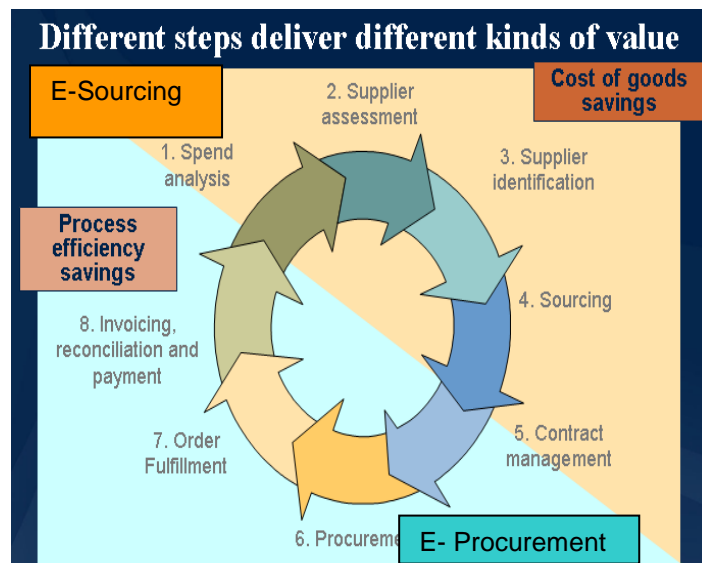 Different steps deliver different kinds of value
E-Sourcing
Cost of goods
savings
1. Spend
analysis
2. Supplier
assessment
3. Supplier
identification
4. Sourcing
5. Contract
management
6. Procureme
E- Procurement
7. Order
Fulfillment
8. Invoicing,
reconciliation and
payment
Process
efficiency
savings